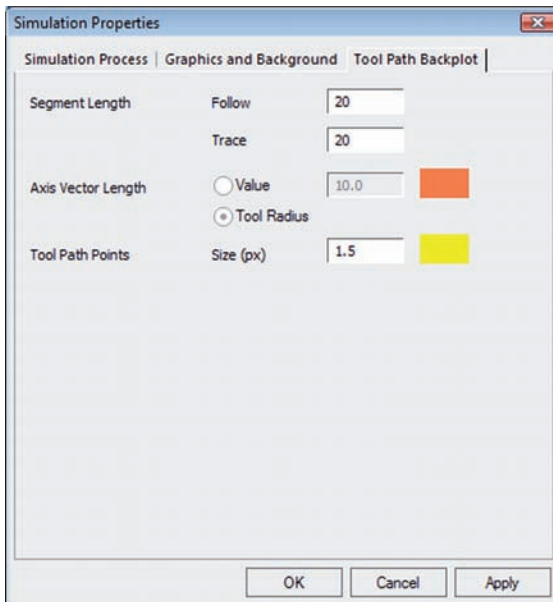 Simulation Properties
Simulation Process | Graphics and Background Tool Path Backplot
Segment Length Follow 20
Trace 20
Axis Vector Length Value 10.0
Tool Radius
Tool Path Points Size (px) 1.5
OK Cancel Apply